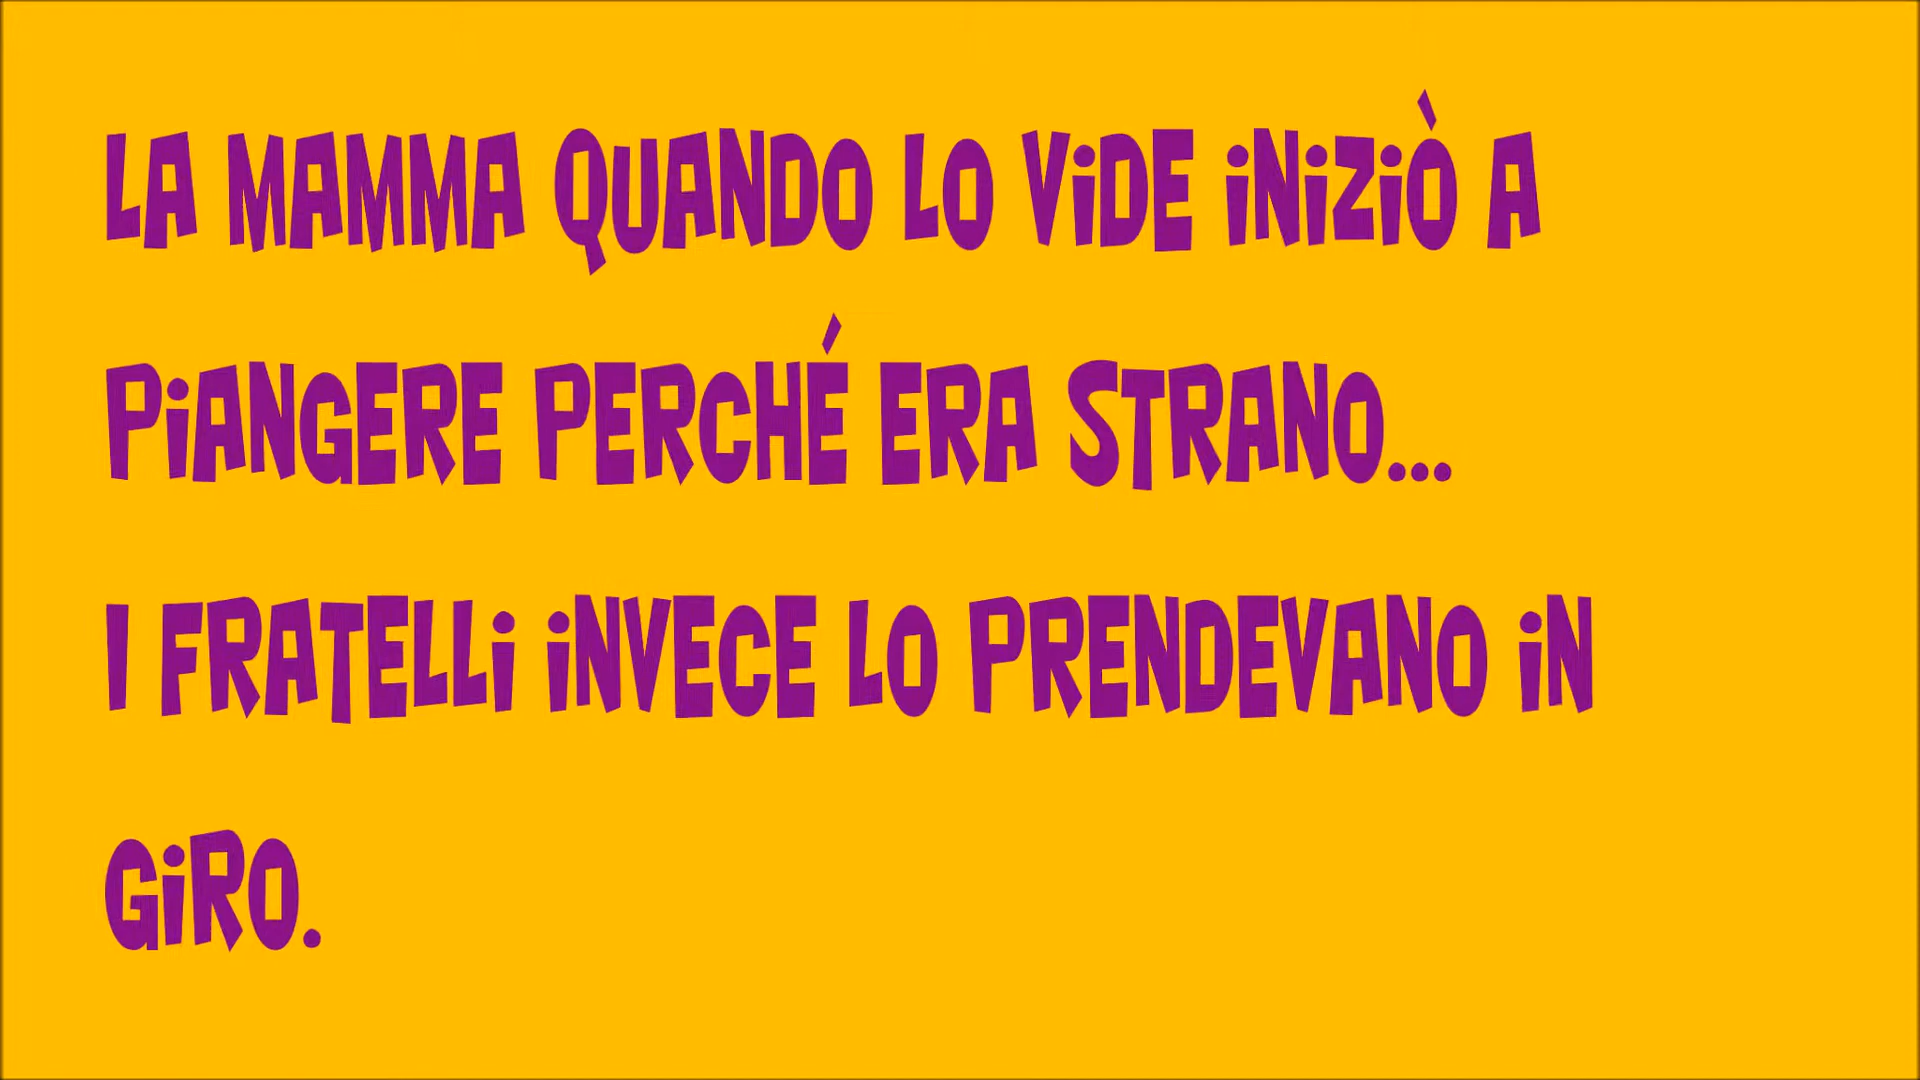 LA MAMMA QUANDO LO ViDE iNiZiÒ A
PiANGERE PERCHÉ ERA STRANO...
I FRATELLi iNVECE LO PRENDEVANO iN
GiRO.